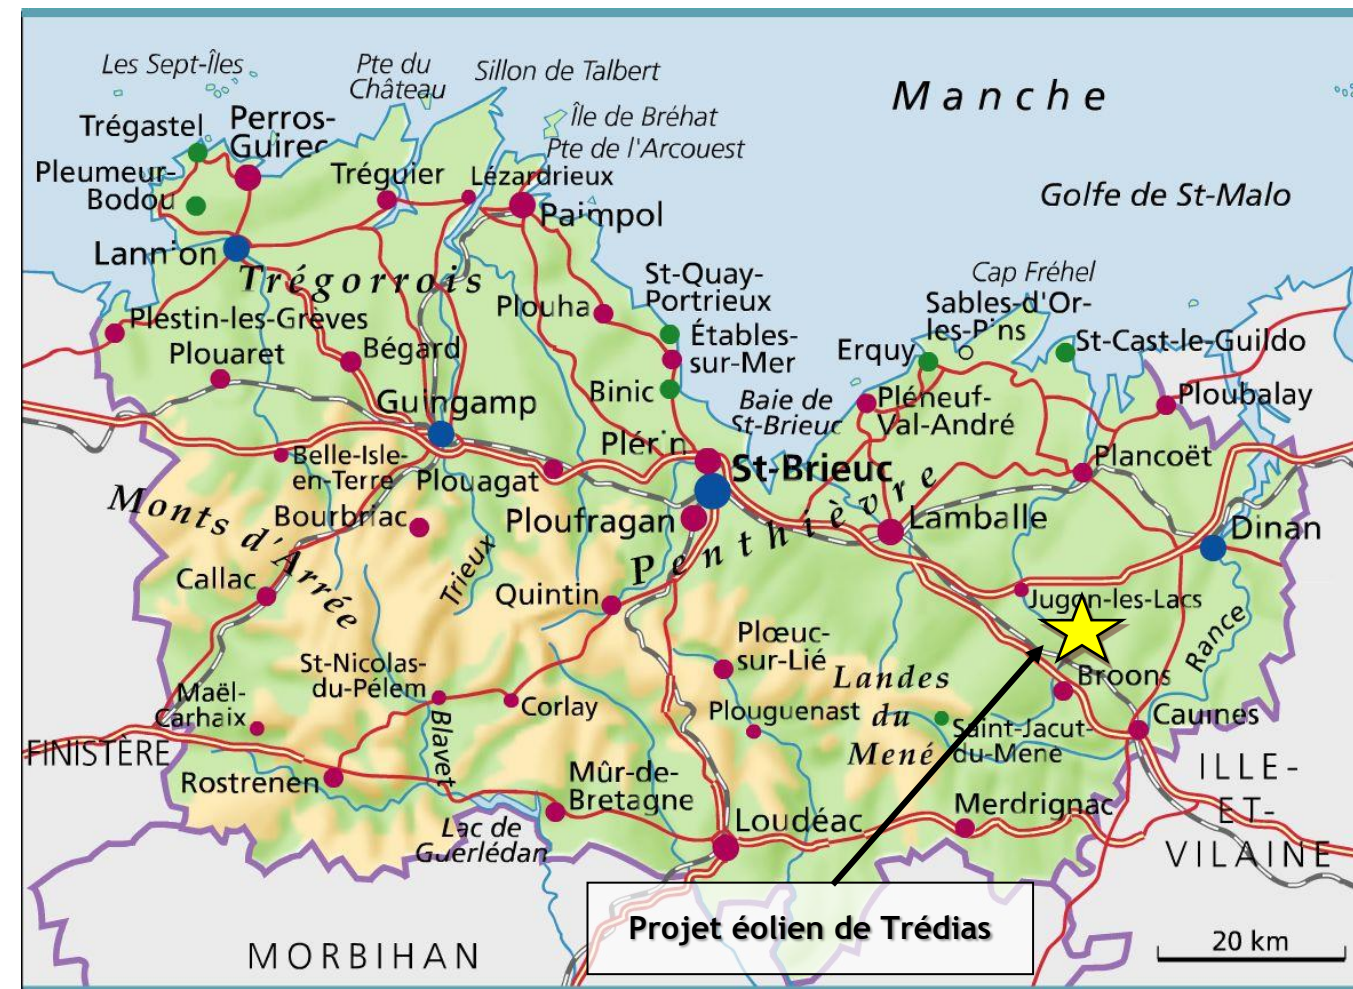 Les Sept-Îles
Pte du
Château
Sillon de Talbert
Manche
Île de Bréhat
Trégastel
Perros-
Guirec
Pte de l'Arcouest
Pleumeur-
Bodou
Tréguier
Lézardrieux
Golfe de St-Malo
Paimpol
Lannion
Trégorrois
St-Quay-
Portrieux
Cap Fréhel
Sables-d'Or-
les-Pins
Plouha
Plestin-les-Grèves
Étables-
sur-Mer
Erquy
St-Cast-le-Guildo
Plouaret
Bégard
Binic
Baie de
St-Brieuc
Pléneuf-
Val-André
Ploubalay
Guingamp
Plérin
Belle-Isle-
en-Terre
Plouagat
St-Brieuc
Plancoët
Monts d'Arrée
Bourbriac
Ploufragan
Penthièvre
Lamballe
Dinan
Callac
Trieux
Quintin
Jugon-les-Lacs
Rance
Plœuc-
sur-Lié
St-Nicolas-
du-Pélem
Landes
du
Mené
Broons
Maël-
Carhaix
Blavet
Corlay
Plouguenast
Saint-Jacut-
du-Mene
Caulnes
FINISTÈRE
Rostrenen
Mûr-de-
Bretagne
ILLE-
ET-
VILAINE
Lac de
Guerlédan
Loudéac
Merdrignac
Projet éolien de Trédias
MORBIHAN
20 km